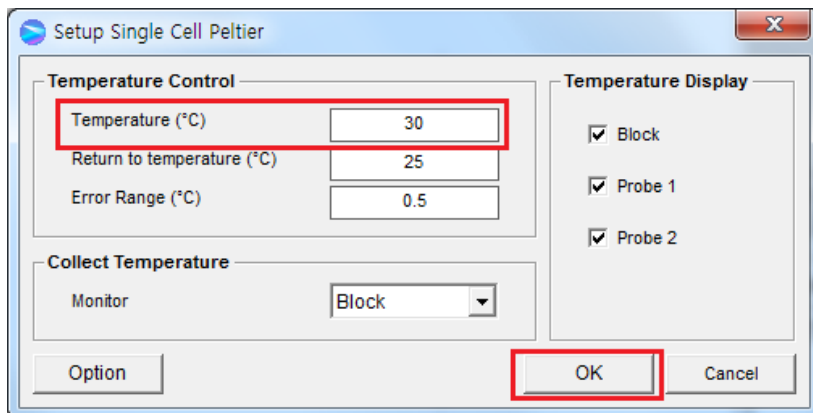 Setup Single Cell Peltier
Temperature Control
Temperature (°C) 30
Return to temperature (°C) 25
Error Range (°C) 0.5
Collect Temperature
Monitor Block
Temperature Display
Block
Probe 1
Probe 2
Option OK Cancel